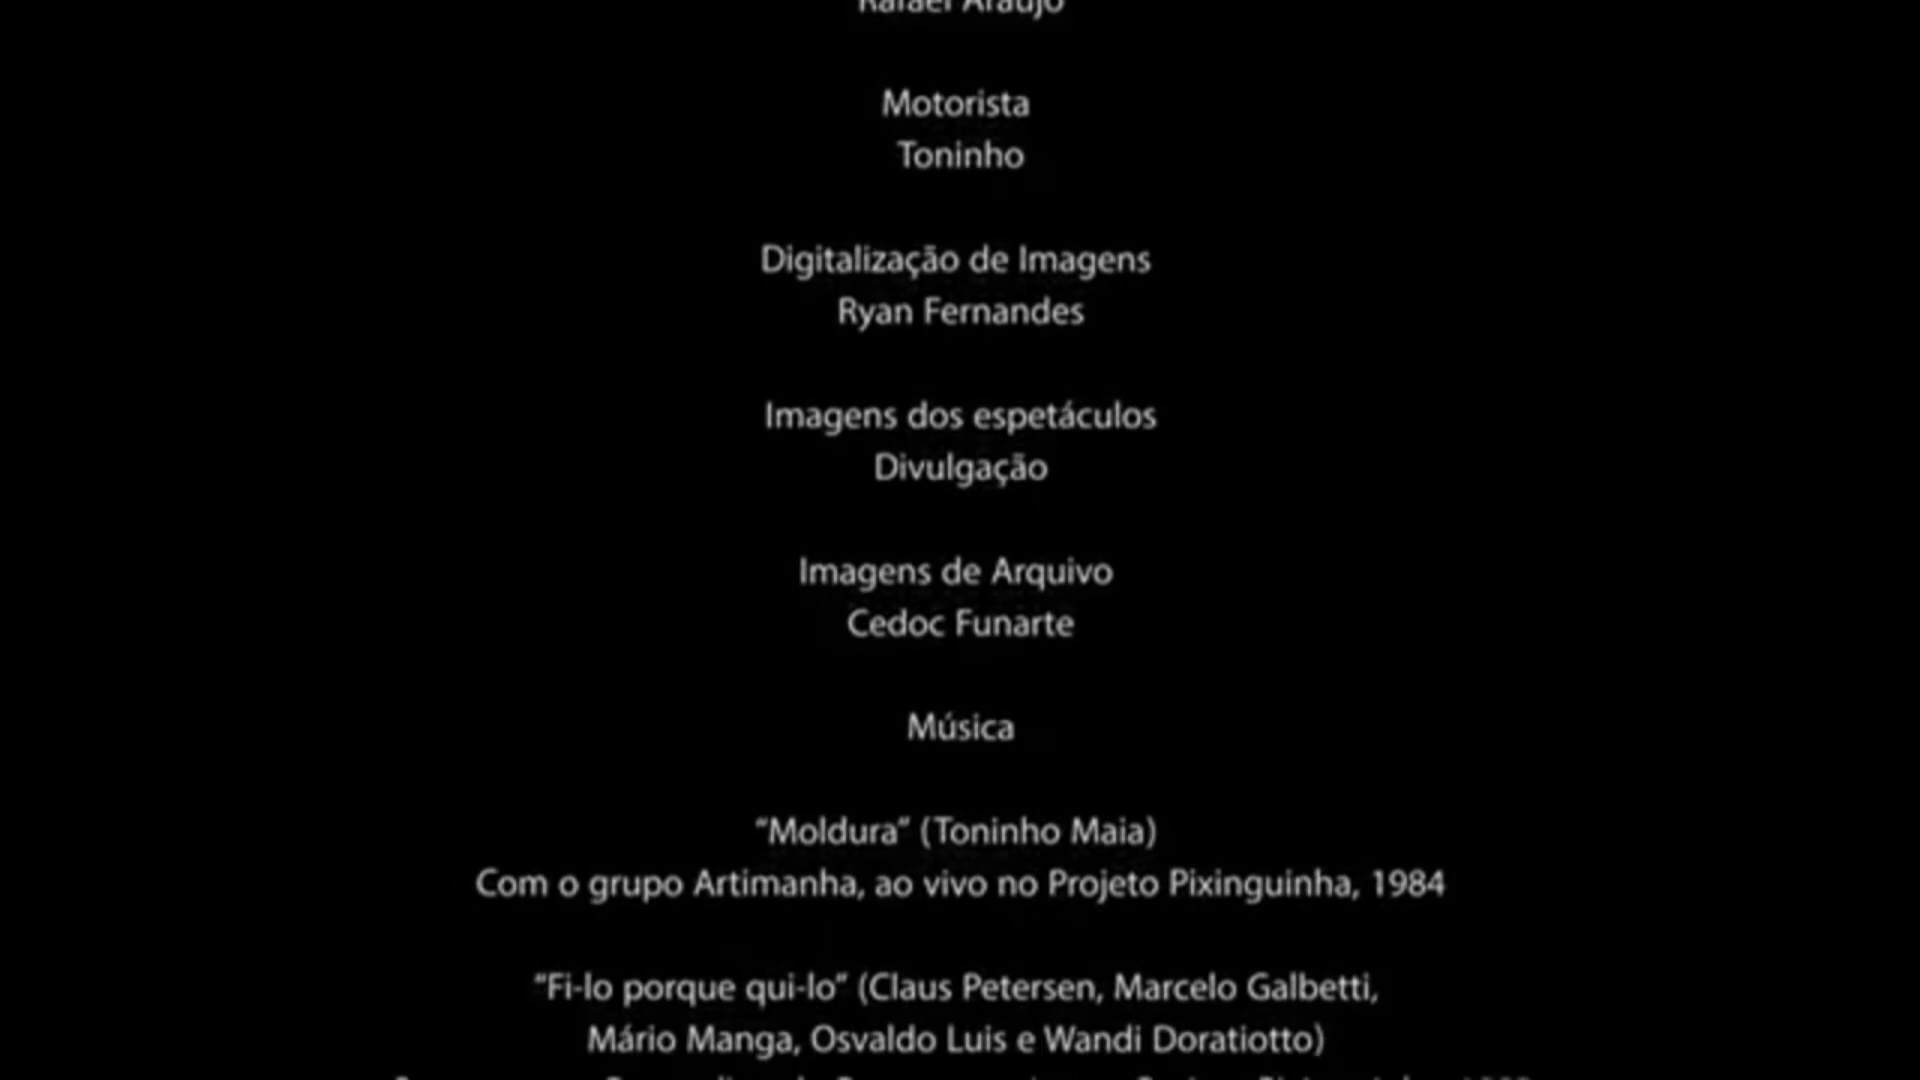 Rafael Araujo
Motorista
Toninho
Digitalização de Imagens
Ryan Fernandes
Imagens dos espetáculos
Divulgação
Imagens de Arquivo
Cedoc Funarte
Música
“Moldura” (Toninho Maia)
Com o grupo Artimanha, ao vivo no Projeto Pixinguinha, 1984
“Fi-lo porque qui-lo” (Claus Petersen, Marcelo Galbetti,
Mário Manga, Osvaldo Luis e Wandi Doratiotto)